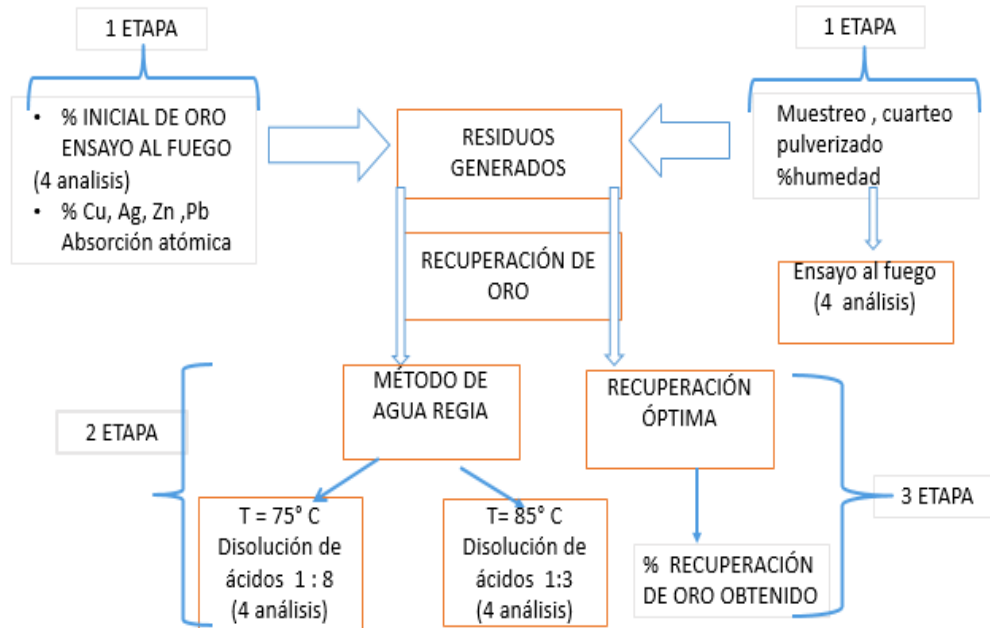 1 ETAPA
1 ETAPA
• % INICIAL DE ORO
ENSAYO AL FUEGO
(4 analisis)
• % Cu, Ag, Zn ,Pb
Absorción atómica
RESIDUOS
GENERADOS
Muestreo , cuarteo
pulverizado
%humedad
RECUPERACIÓN DE
ORO
Ensayo al fuego
(4 análisis)
MÉTODO DE
AGUA REGIA
RECUPERACIÓN
ÓPTIMA
2 ETAPA
3 ETAPA
T = 75° C
Disolución de
ácidos 1 : 8
(4 análisis)
T= 85° C
Disolución de
ácidos 1:3
(4 análisis)
% RECUPERACIÓN
DE ORO OBTENIDO